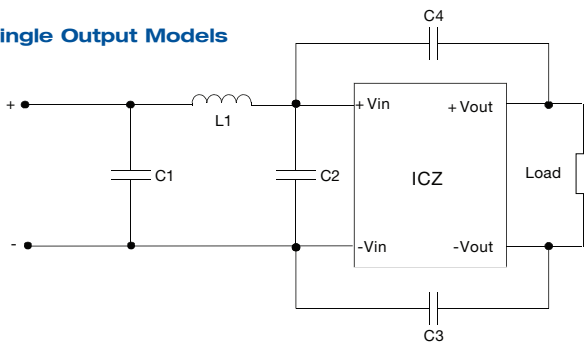 ingle Output Models
C4
+
+ Vin
+ Vout
L1
C1
C2
ICZ
Load
-
-Vin
-Vout
C3